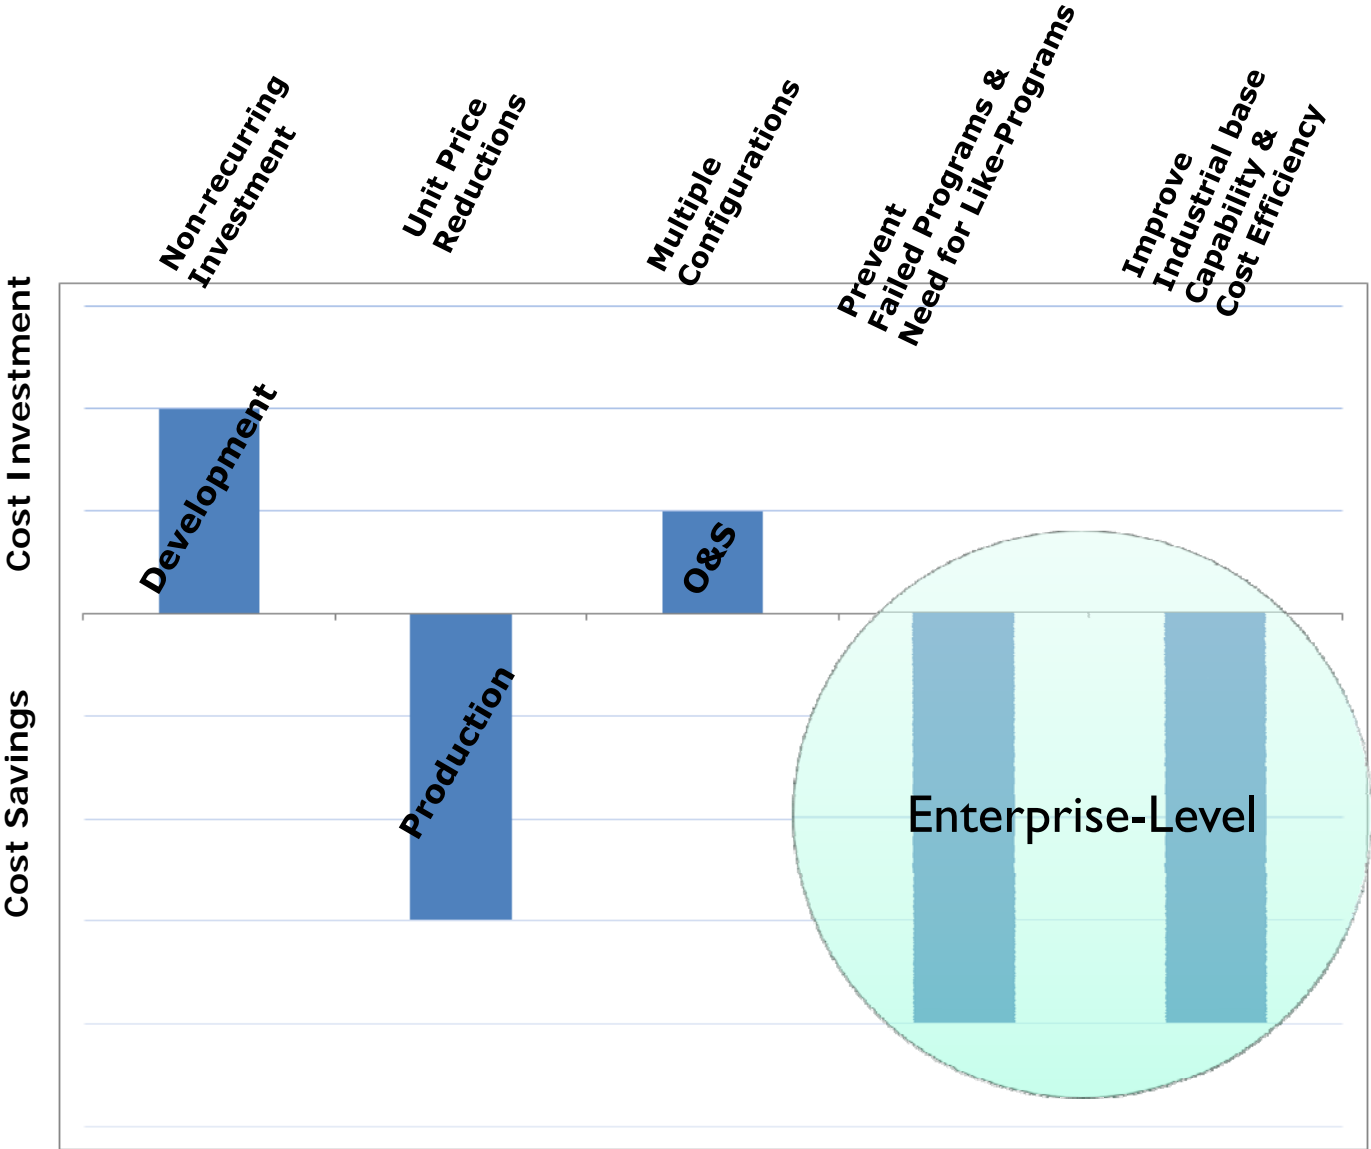 Non-recurring
Investment
Unit Price
Reductions
Multiple
Configurations
Prevent
Failed Programs &
Need for Like-Programs
Improve
Industrial base
Capability &
Cost Efficiency
Cost Investment
Cost Savings
Development
Production
O&S
Enterprise-Level